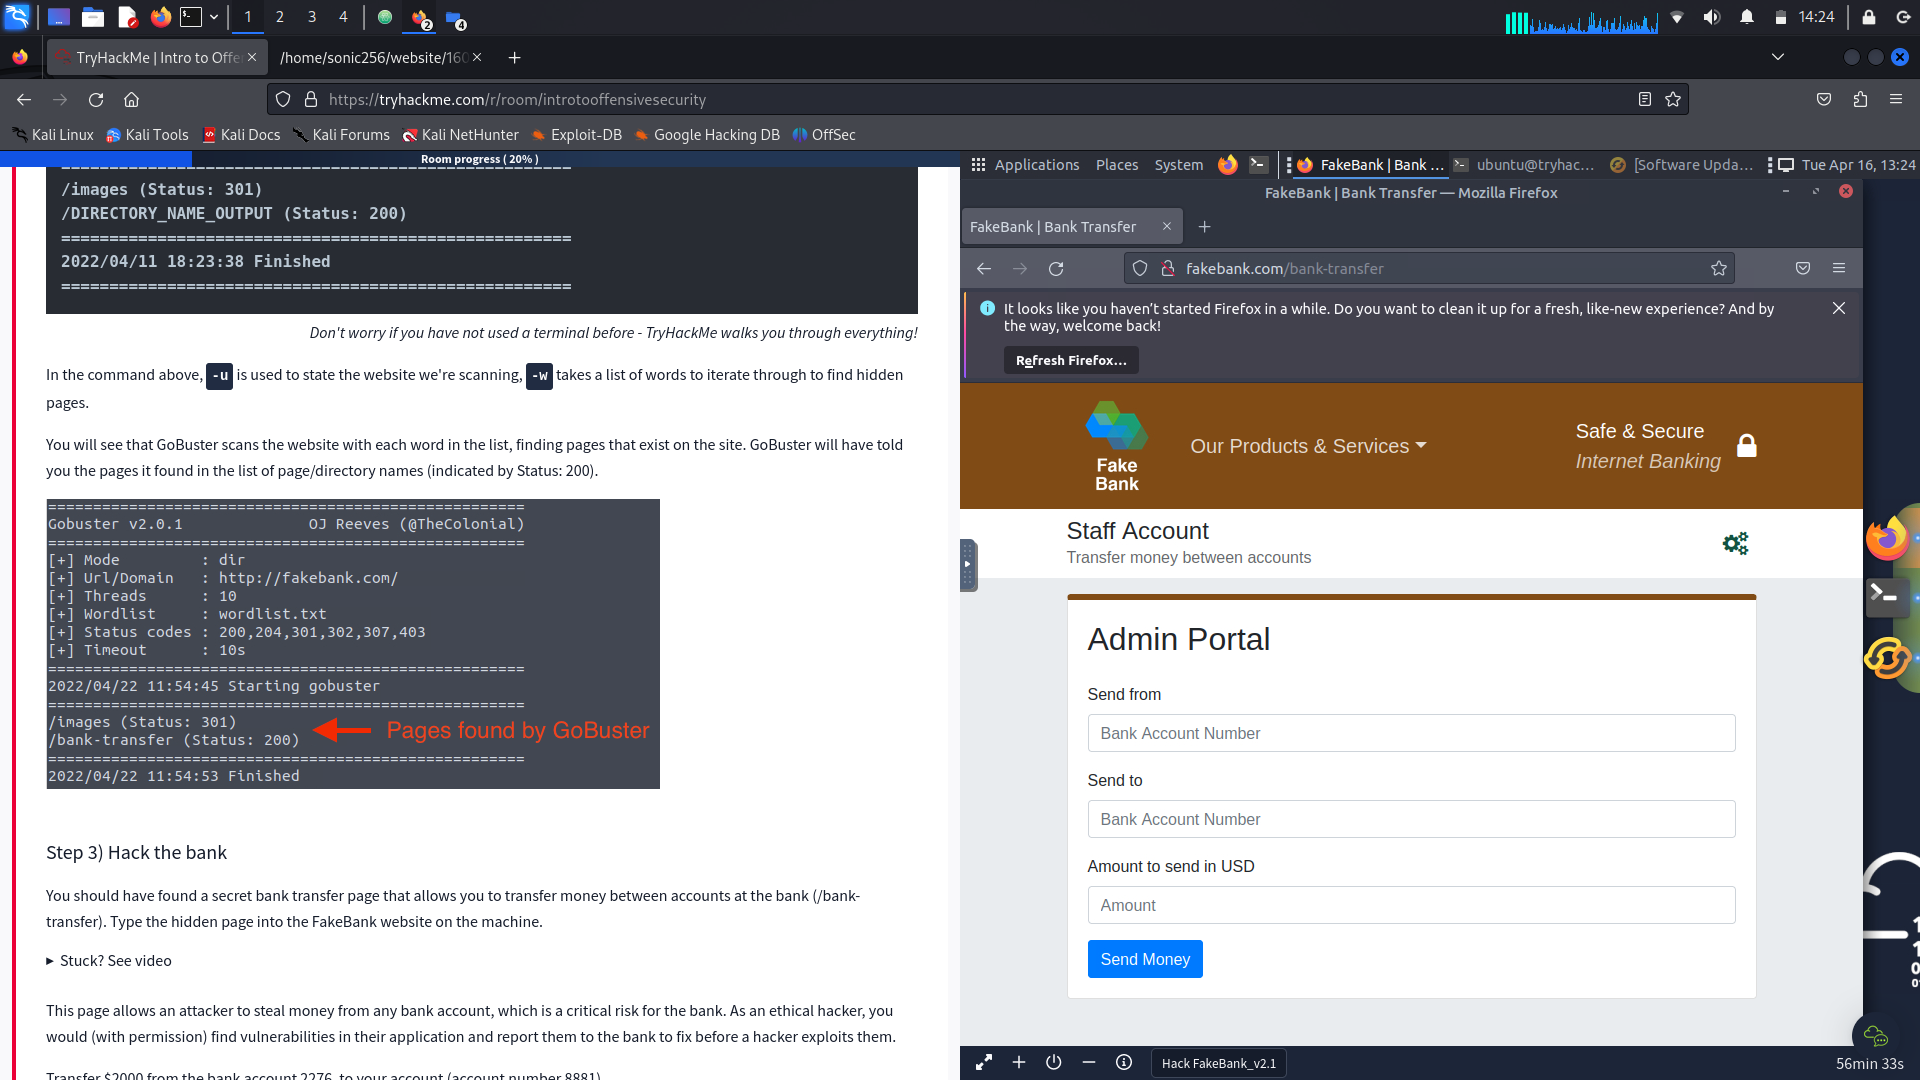 1 2 3 4
2
4
14:24
TryHackMe | Intro to Offe
/home/sonic256/website/160
https://tryhackme.com/r/room/introtooffensivesecurity
Kali Linux Kali Tools Kali Docs Kali Forums Kali NetHunter Exploit-DB Google Hacking DB OffSec
Room progress ( 20% )
====================================================
/images (Status: 301)
/DIRECTORY_NAME_OUTPUT (Status: 200)
====================================================
2022/04/11 18:23:38 Finished
====================================================
Don't worry if you have not used a terminal before - TryHackMe walks you through everything!
In the command above, -u is used to state the website we're scanning, -w takes a list of words to iterate through to find hidden
pages.
You will see that GoBuster scans the website with each word in the list, finding pages that exist on the site. GoBuster will have told
you the pages it found in the list of page/directory names (indicated by Status: 200).
=====================================================
Gobuster v2.0.1 OJ Reeves (@TheColonial)
=====================================================
[+] Mode : dir
[+] Url/Domain : http://fakebank.com/
[+] Threads : 10
[+] Wordlist : wordlist.txt
[+] Status codes : 200,204,301,302,307,403
[+] Timeout : 10s
=====================================================
2022/04/22 11:54:45 Starting gobuster
=====================================================
/images (Status: 301)
/bank-transfer (Status: 200)
Pages found by GoBuster
=====================================================
2022/04/22 11:54:53 Finished
Step 3) Hack the bank
You should have found a secret bank transfer page that allows you to transfer money between accounts at the bank (/bank-
transfer). Type the hidden page into the FakeBank website on the machine.
Stuck? See video
This page allows an attacker to steal money from any bank account, which is a critical risk for the bank. As an ethical hacker, you
would (with permission) find vulnerabilities in their application and report them to the bank to fix before a hacker exploits them.
Transfer $2000 from the bank account 2276, to your account (account number 8881).
Applications Places System FakeBank | Bank ... ubuntu@tryhac... [Software Upda... Tue Apr 16, 13:24
FakeBank | Bank Transfer — Mozilla Firefox
FakeBank | Bank Transfer
fakebank.com/bank-transfer
It looks like you haven't started Firefox in a while. Do you want to clean it up for a fresh, like-new experience? And by
the way, welcome back!
Refresh Firefox...
Fake
Bank
Our Products & Services
Safe & Secure
Internet Banking
Staff Account
Transfer money between accounts
Admin Portal
Send from
Bank Account Number
Send to
Bank Account Number
Amount to send in USD
Amount
Send Money
Hack FakeBank_v2.1
56min 33s